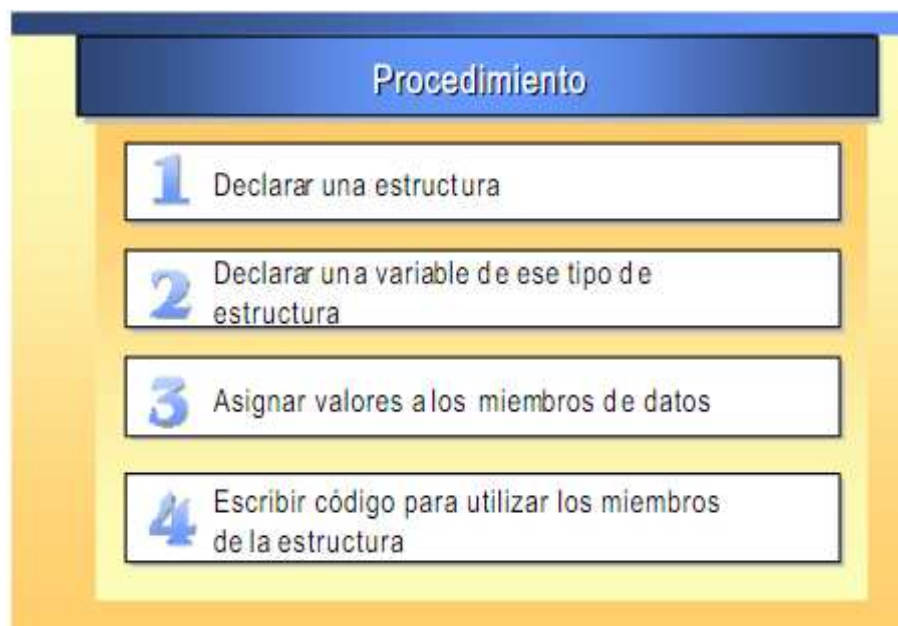 Procedimiento
1 Declarar una estructura
2 Declarar una variable de ese tipo de
estructura
3 Asignar valores a los miembros de datos
4 Escribir código para utilizar los miembros
de la estructura